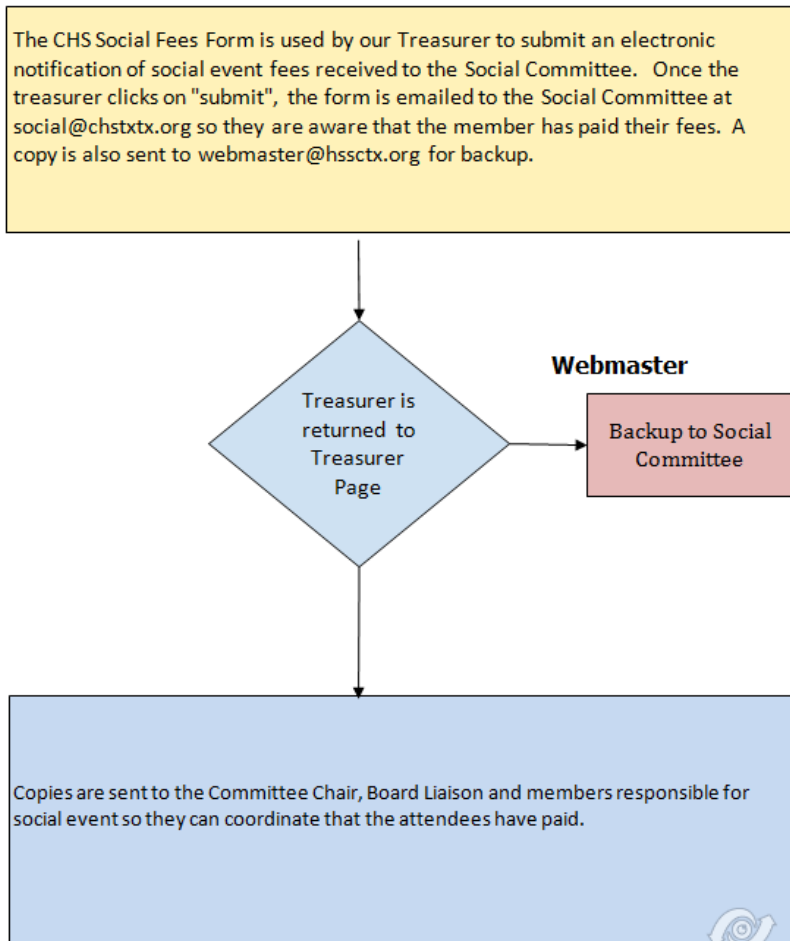 The CHS Social Fees Form is used by our Treasurer to submit an electronic
notification of social event fees received to the Social Committee. Once the
treasurer clicks on "submit", the form is emailed to the Social Committee at
social@chstxtx.org so they are aware that the member has paid their fees. A
copy is also sent to webmaster@hssctx.org for backup.
Treasurer is
returned to
Treasurer
Page
Webmaster
Backup to Social
Committee
Copies are sent to the Committee Chair, Board Liaison and members responsible for
social event so they can coordinate that the attendees have paid.